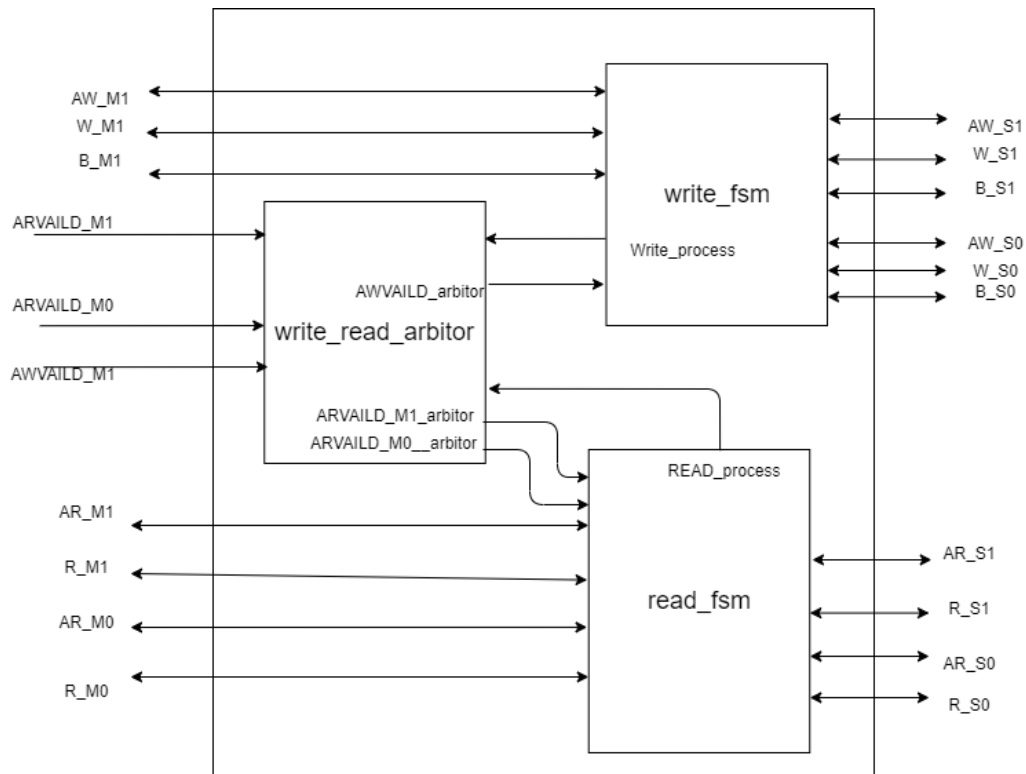 AW_M1
W_M1
B_M1
ARVAILD_M1
ARVAILD_M0
AWVAILD_M1
write_fsm
Write_process
AW_S1
W_S1
B_S1
AW_S0
W_S0
B_S0
AWVAILD_arbitor
write_read_arbitor
ARVAILD_M1_arbitor
ARVAILD_M0__arbitor
READ_process
read_fsm
AR_M1
R_M1
AR_M0
R_M0
AR_S1
R_S1
AR_S0
R_S0